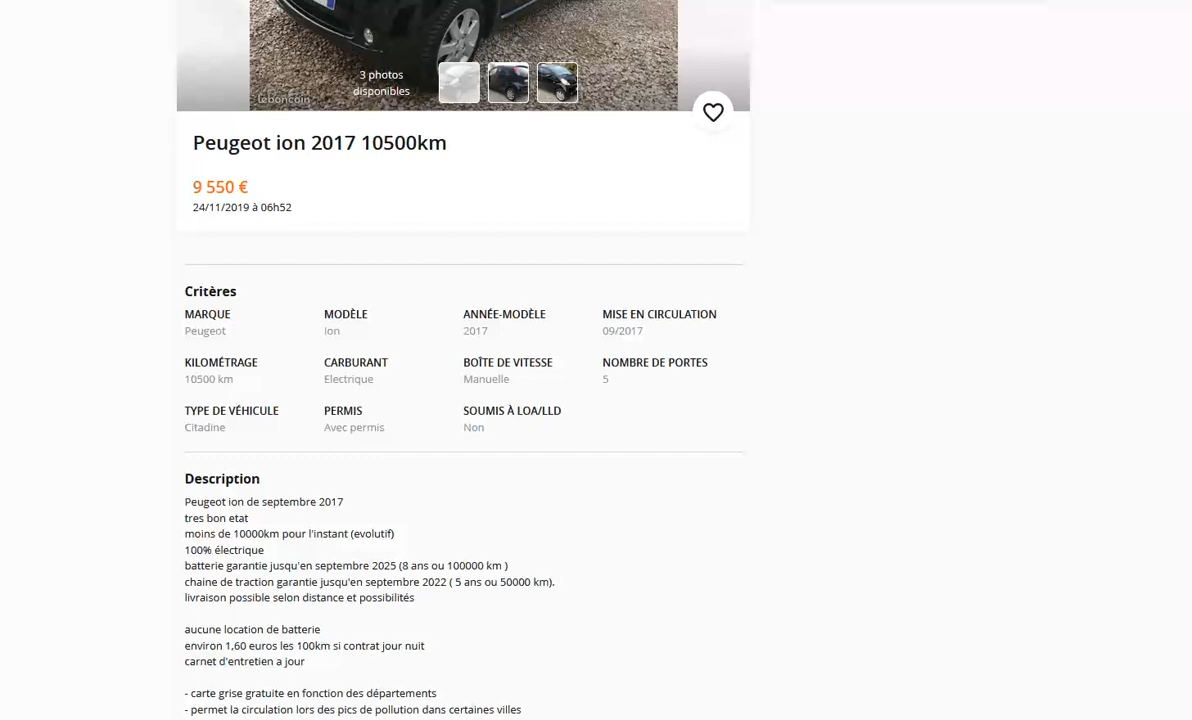 3 photos
disponibles
leboncoin
Peugeot ion 2017 10500km
9 550 €
24/11/2019 à 06h52
Critères
MARQUE MODÈLE ANNÉE-MODÈLE MISE EN CIRCULATION
Peugeot Ion 2017 09/2017
KILOMÉTRAGE CARBURANT BOÎTE DE VITESSE NOMBRE DE PORTES
10500 km Electrique Manuelle 5
TYPE DE VÉHICULE PERMIS SOUMIS À LOA/LLD
Citadine Avec permis Non
Description
Peugeot ion de septembre 2017
tres bon etat
moins de 10000km pour l'instant (evolutif)
100% électrique
batterie garantie jusqu'en septembre 2025 (8 ans ou 100000 km )
chaine de traction garantie jusqu'en septembre 2022 ( 5 ans ou 50000 km).
livraison possible selon distance et possibilités
aucune location de batterie
environ 1,60 euros les 100km si contrat jour nuit
carnet d'entretien a jour
- carte grise gratuite en fonction des départements
- permet la circulation lors des pics de pollution dans certaines villes